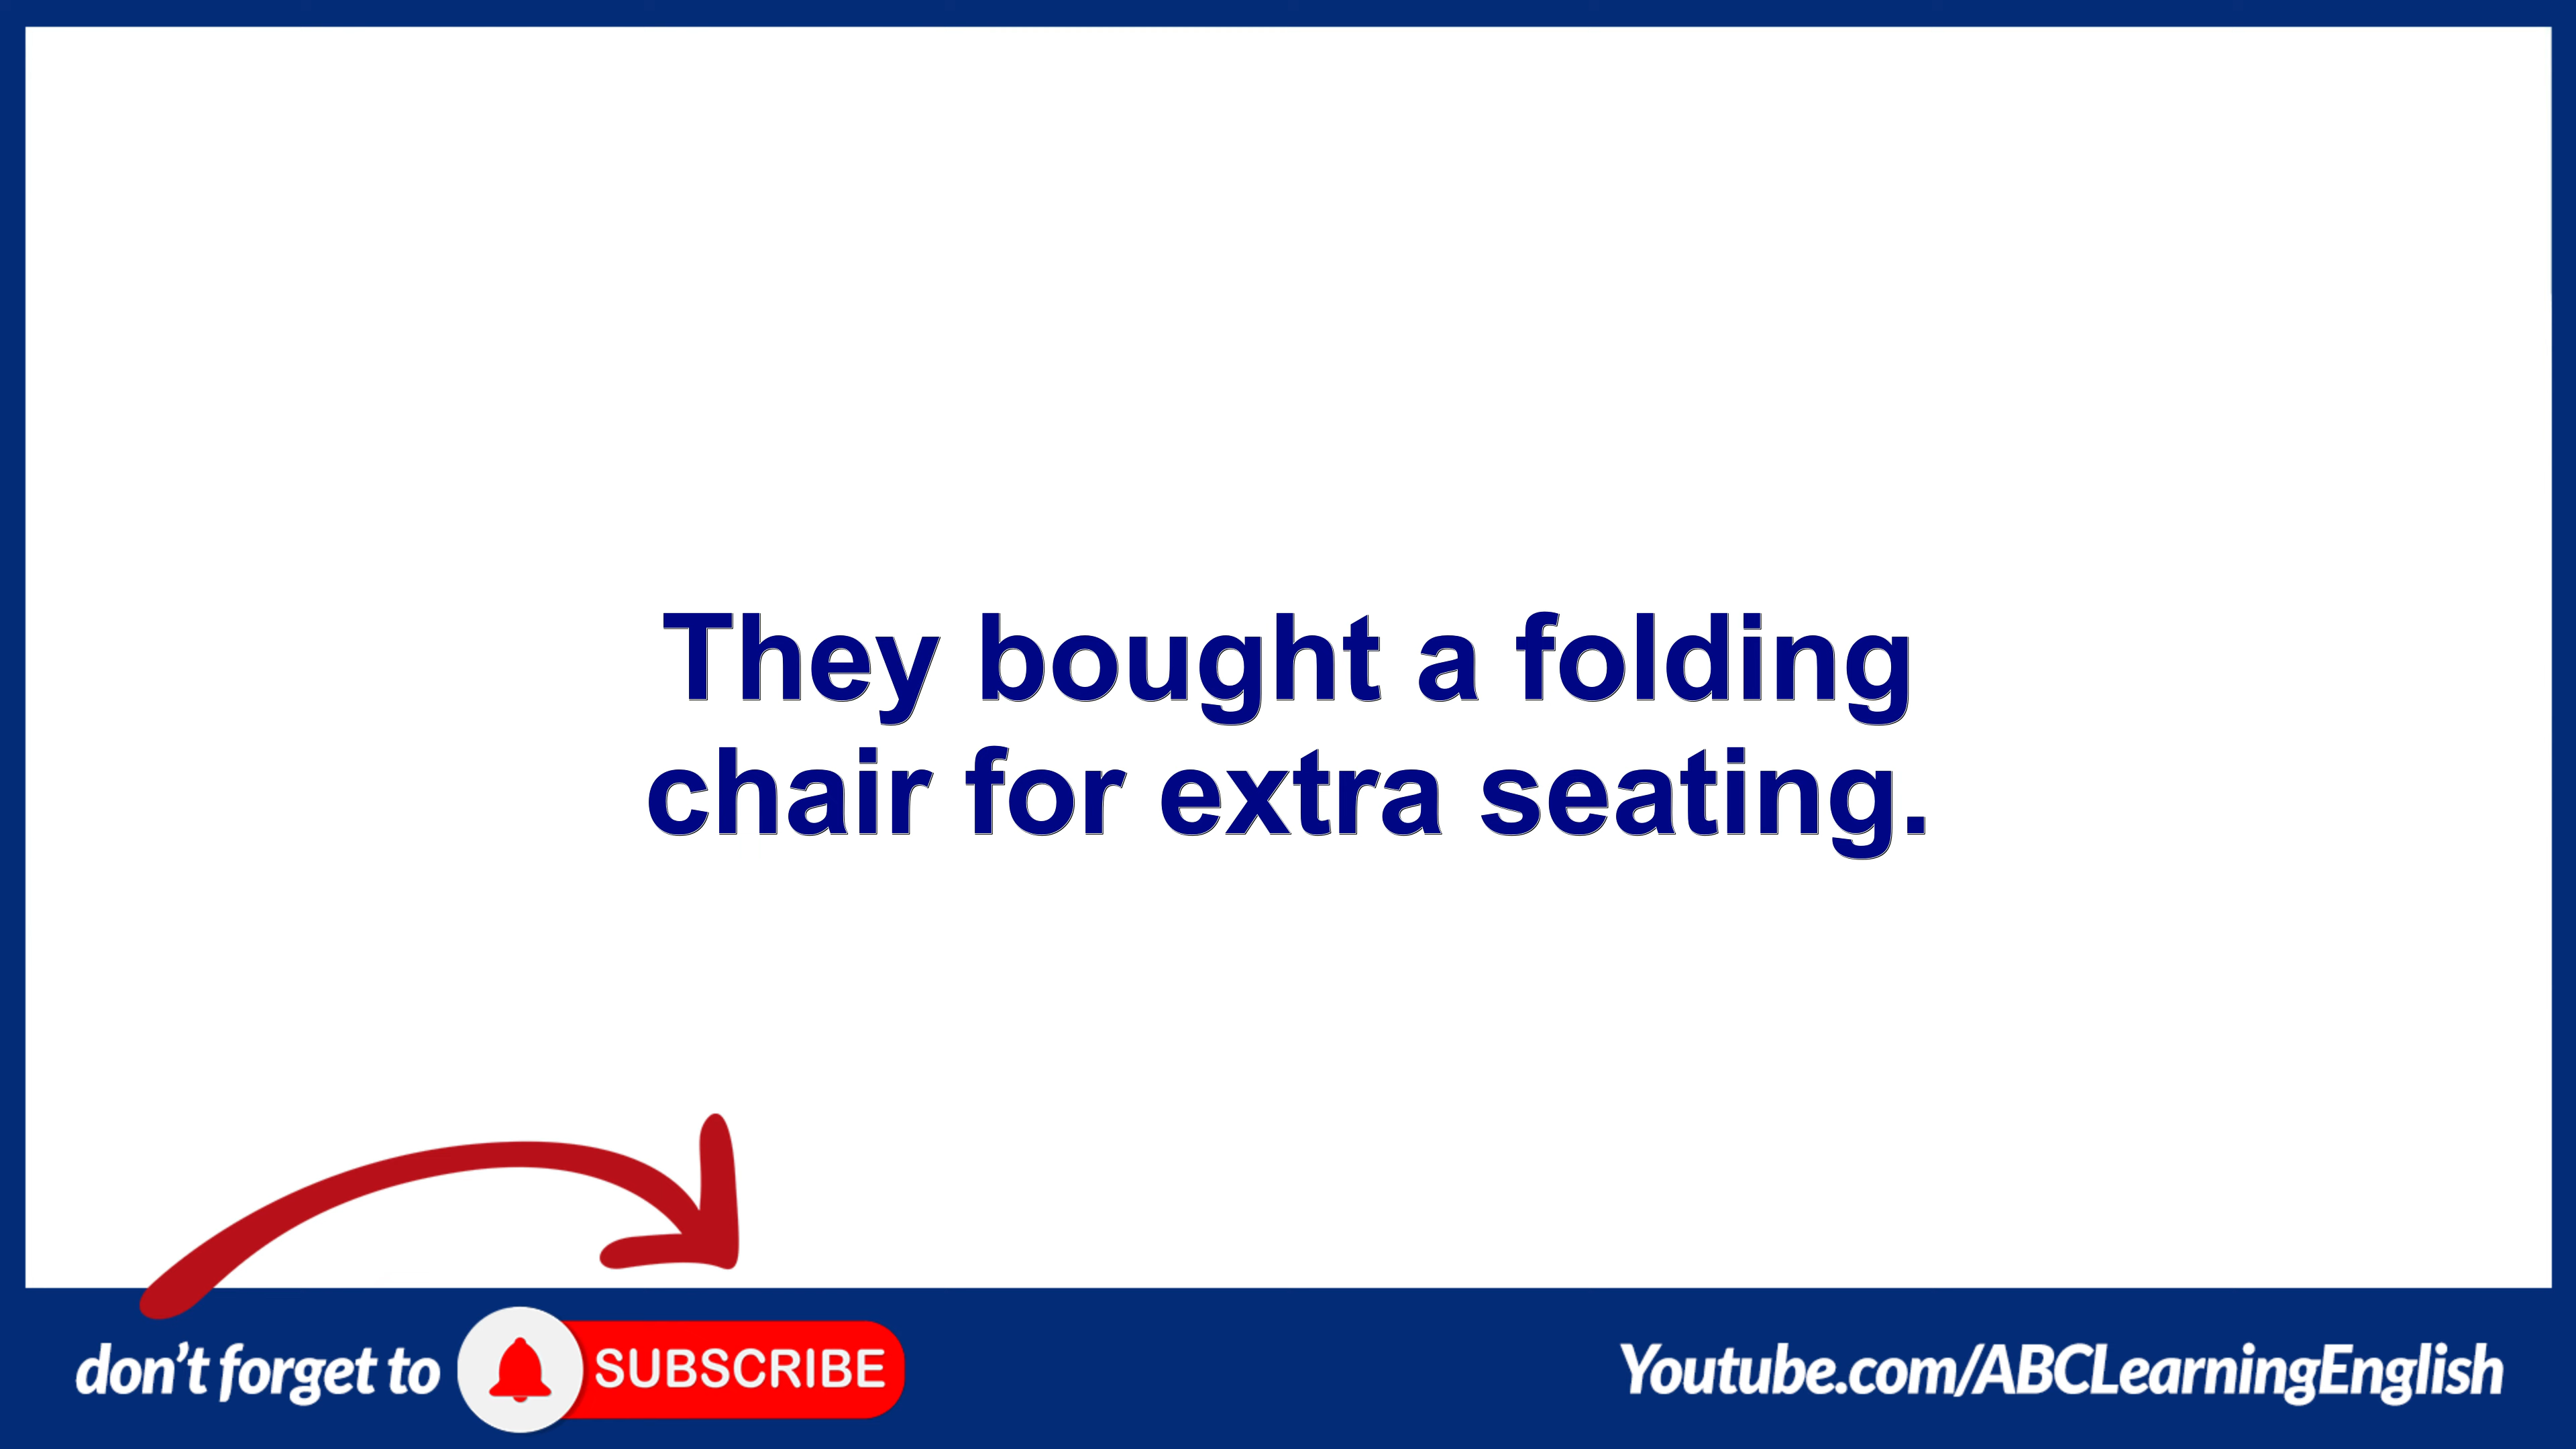 They bought a folding
chair for extra seating.
don't forget to SUBSCRIBE Youtube.com/ABCLearningEnglish